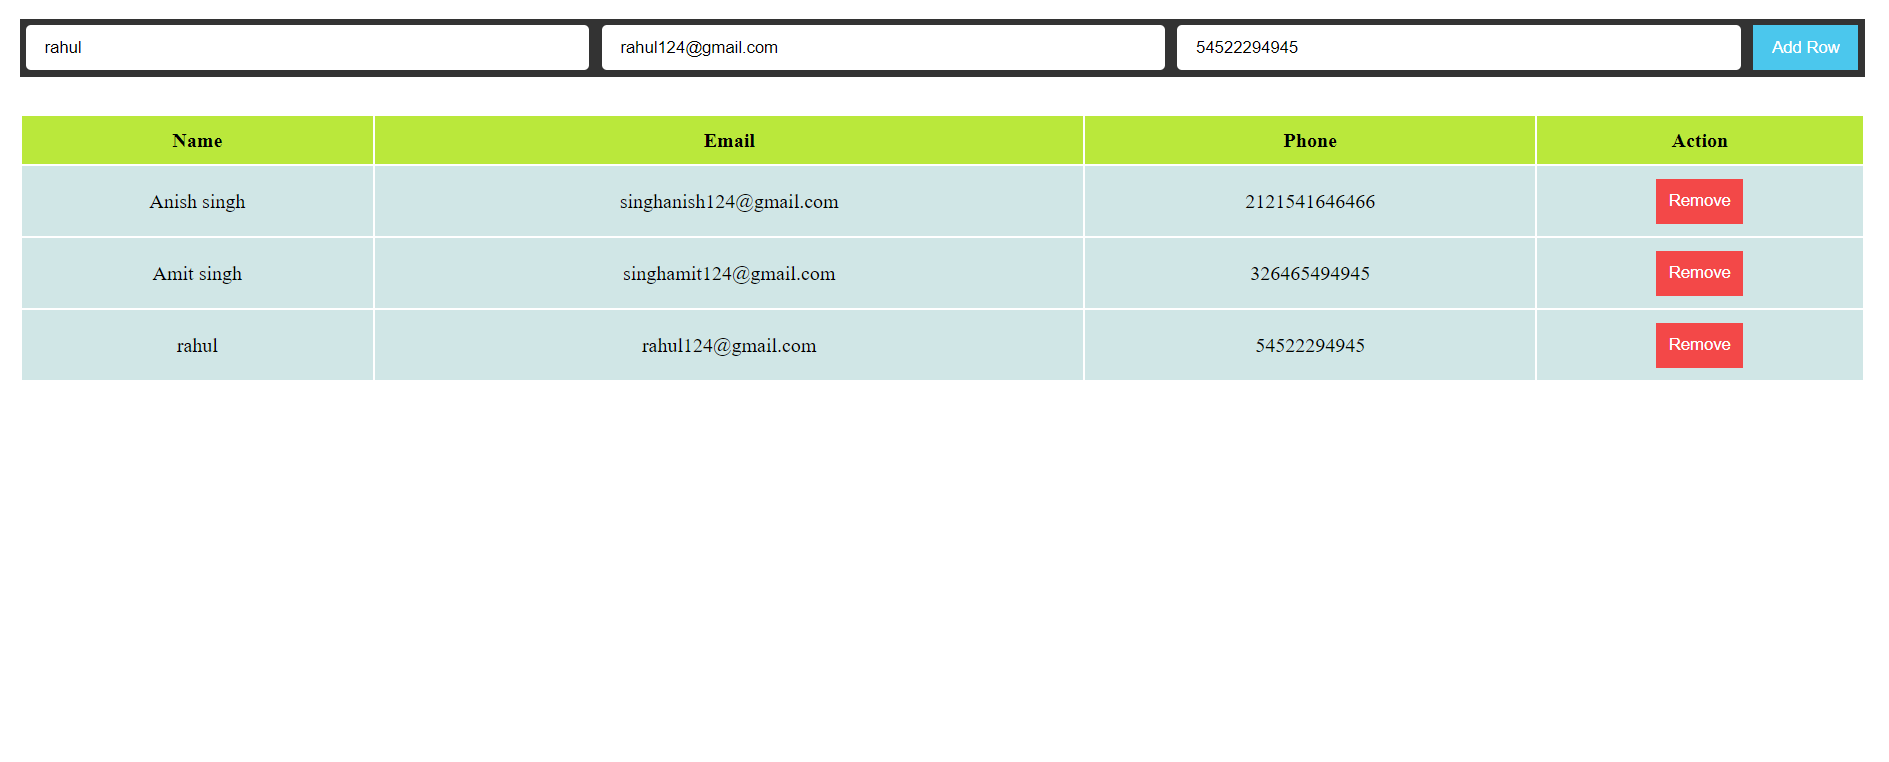 rahul rahul124@gmail.com 54522294945 Add Row
Name Email Phone Action
Anish singh singhanish124@gmail.com 2121541646466 Remove
Amit singh singhamit124@gmail.com 326465494945 Remove
rahul rahul124@gmail.com 54522294945 Remove